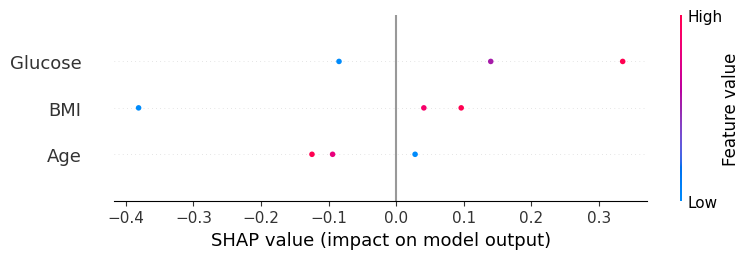 High
Glucose
BMI
Age
Feature value
Low
−0.4 −0.3 −0.2 −0.1 0.0 0.1 0.2 0.3
SHAP value (impact on model output)